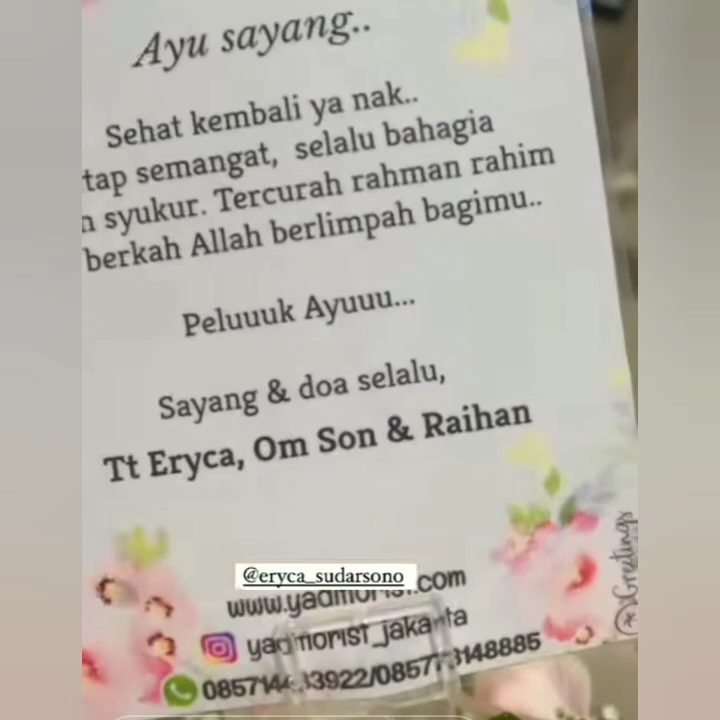 Ayu sayang..
Sehat kembali ya nak..
tap semangat, selalu bahagia
syukur. Tercurah rahman rahim
berkah Allah berlimpah bagimu..
Peluuuk Ayuuu...
Sayang & doa selalu,
Tt Eryca, Om Son & Raihan
@eryca_sudarsono
Greetings